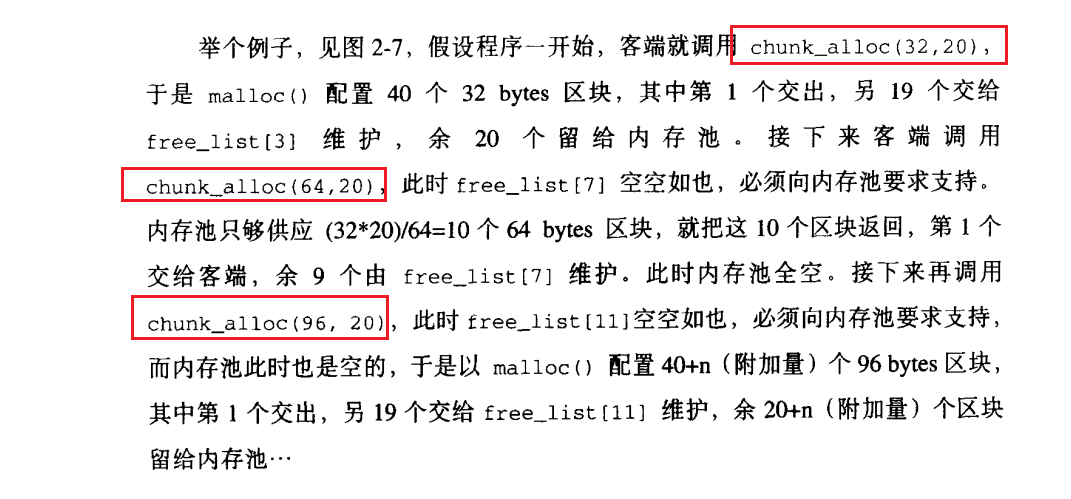 举个例子，见图 2-7，假设程序一开始，客端就调用 chunk_alloc(32,20)，
于是 malloc() 配置 40 个 32 bytes 区块，其中第 1 个交出，另 19 个交给
free_list[3] 维护，余 20 个留给内存池。接下来客端调用
chunk_alloc(64,20)，此时 free_list[7] 空空如也，必须向内存池要求支持。
内存池只够供应 (32*20)/64=10 个 64 bytes 区块，就把这 10 个区块返回，第 1 个
交给客端，余 9 个由 free_list[7] 维护。此时内存池全空。接下来再调用
chunk_alloc(96, 20)，此时 free_list[11]空空如也，必须向内存池要求支持，
而内存池此时也是空的，于是以 malloc() 配置 40+n（附加量）个 96 bytes 区块，
其中第 1 个交出，另 19 个交给 free_list[11] 维护，余 20+n（附加量）个区块
留给内存池…